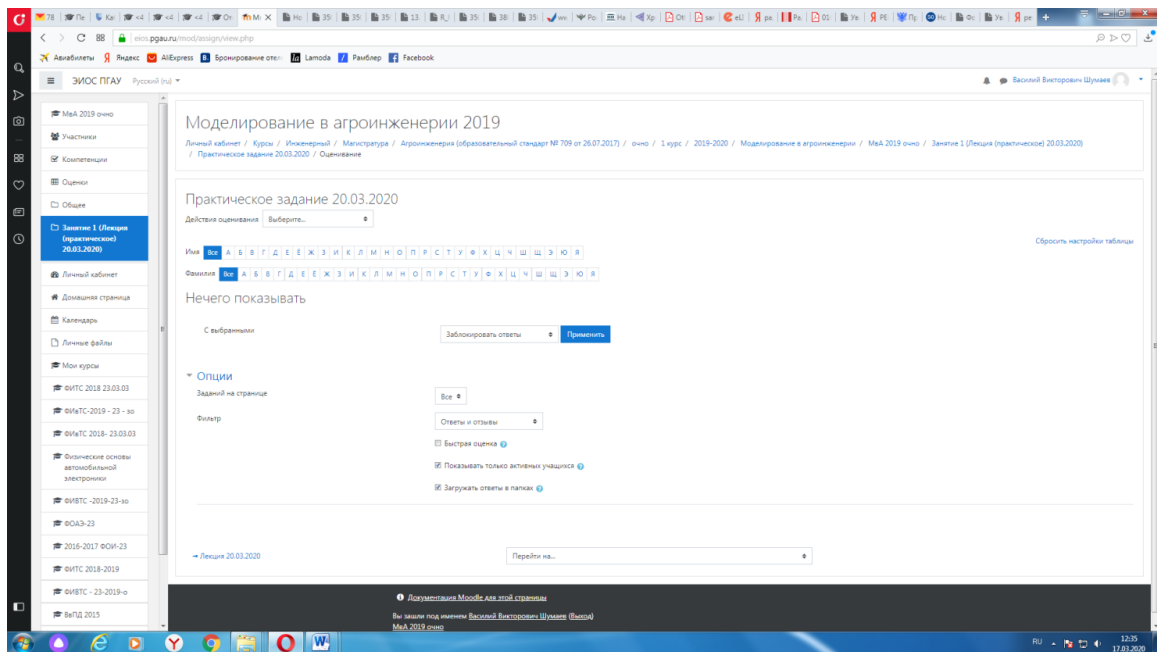 eios.pgau.ru/mod/assign/view.php
Авиабилеты Яндекс AliExpress Бронирование отел Lamoda Рамблер Facebook
ЭИОС ПГАУ Русский (ru)
Василий Викторович Шумаев
МвА 2019 очно
Участники
Компетенции
Оценки
Общее
Занятие 1 (Лекция
(практическое)
20.03.2020)
Личный кабинет
Домашняя страница
Календарь
Личные файлы
Мои курсы
ФИТС 2018 23.03.03
ФИвТС-2019 - 23 - зо
ФИвТС 2018- 23.03.03
Физические основы
автомобильной
электроники
ФИВТС -2019-23-зо
ФОАЭ-23
2016-2017 ФОИ-23
ФИТС 2018-2019
ФИВТС - 23-2019-о
ВвПД 2015
Моделирование в агроинженерии 2019
Личный кабинет / Курсы / Инженерный / Магистратура / Агроинженерия (образовательный стандарт № 709 от 26.07.2017) / очно / 1 курс / 2019-2020 / Моделирование в агроинженерии / МвА 2019 очно / Занятие 1 (Лекция (практическое) 20.03.2020)
/ Практическое задание 20.03.2020 / Оценивание
Практическое задание 20.03.2020
Действия оценивания Выберите...
Сбросить настройки таблицы
Имя Все А Б В Г Д Е Ё Ж З И К Л М Н О П Р С Т У Ф Х Ц Ч Ш Щ Э Ю Я
Фамилия Все А Б В Г Д Е Ё Ж З И К Л М Н О П Р С Т У Ф Х Ц Ч Ш Щ Э Ю Я
Нечего показывать
С выбранными Заблокировать ответы Применить
Опции
Заданий на странице Все
Фильтр Ответы и отзывы
Быстрая оценка
Показывать только активных учащихся
Загружать ответы в папках
→ Лекция 20.03.2020 Перейти на...
Документация Moodle для этой страницы
Вы зашли под именем Василий Викторович Шумаев (Выход)
МвА 2019 очно
RU 12:35
17.03.2020